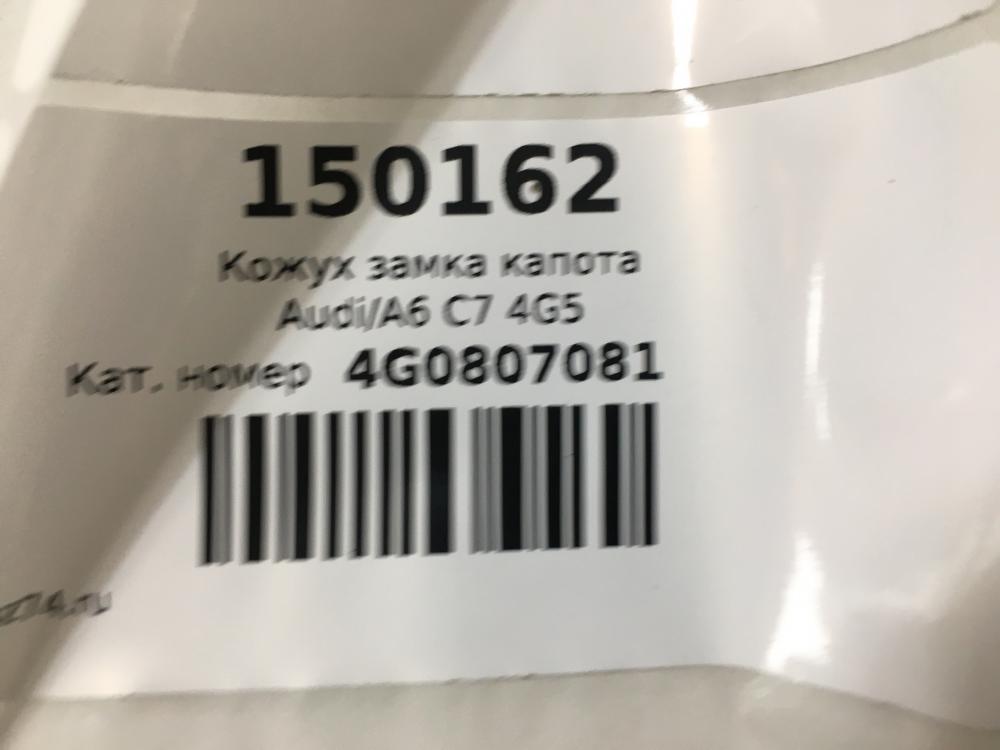 150162
Кожух замка капота
Audi/A6 C7 4G5
Кат. номер 4G0807081